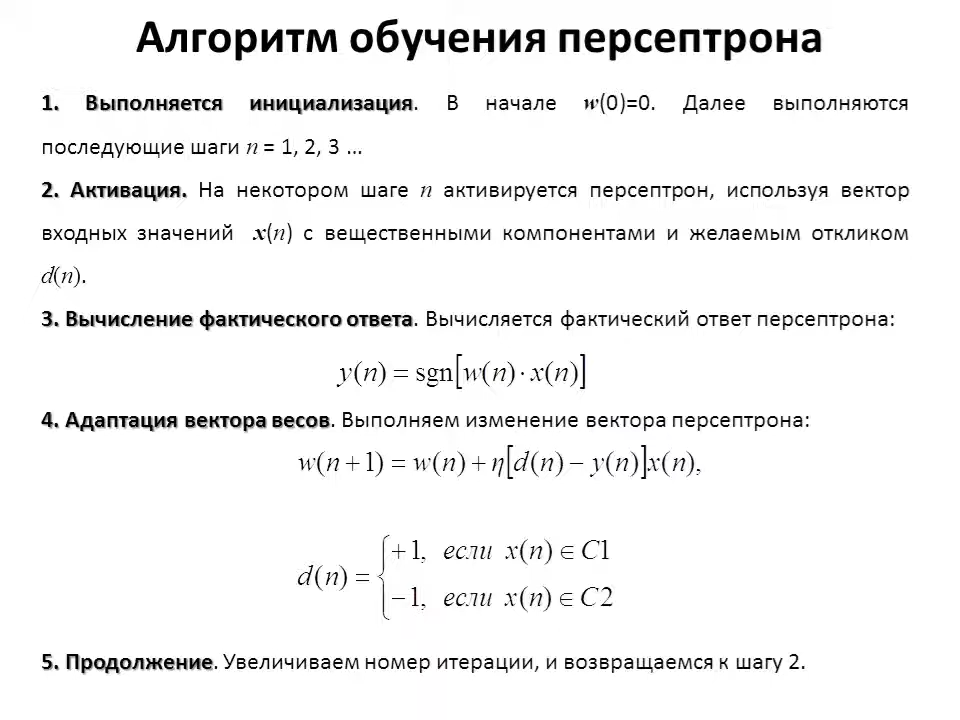 Алгоритм обучения персептрона
1. Выполняется инициализация. В начале w(0)=0. Далее выполняются
последующие шаги n = 1, 2, 3 ...
2. Активация. На некотором шаге n активируется персептрон, используя вектор
входных значений x(n) с вещественными компонентами и желаемым откликом
d(n).
3. Вычисление фактического ответа. Вычисляется фактический ответ персептрона:
y(n) = sgn[w(n) · x(n)]
4. Адаптация вектора весов. Выполняем изменение вектора персептрона:
w(n + 1) = w(n) + η[d(n) − y(n)]x(n),
d(n) = { +1, если x(n) ∈ C1
−1, если x(n) ∈ C2
5. Продолжение. Увеличиваем номер итерации, и возвращаемся к шагу 2.